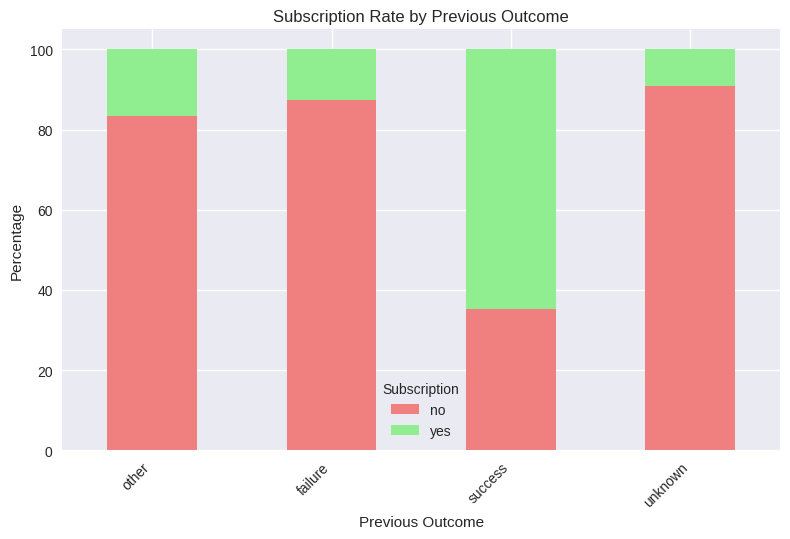 Subscription Rate by Previous Outcome
Percentage
100
80
60
40
20
0
Subscription
no
yes
other
failure
success
unknown
Previous Outcome